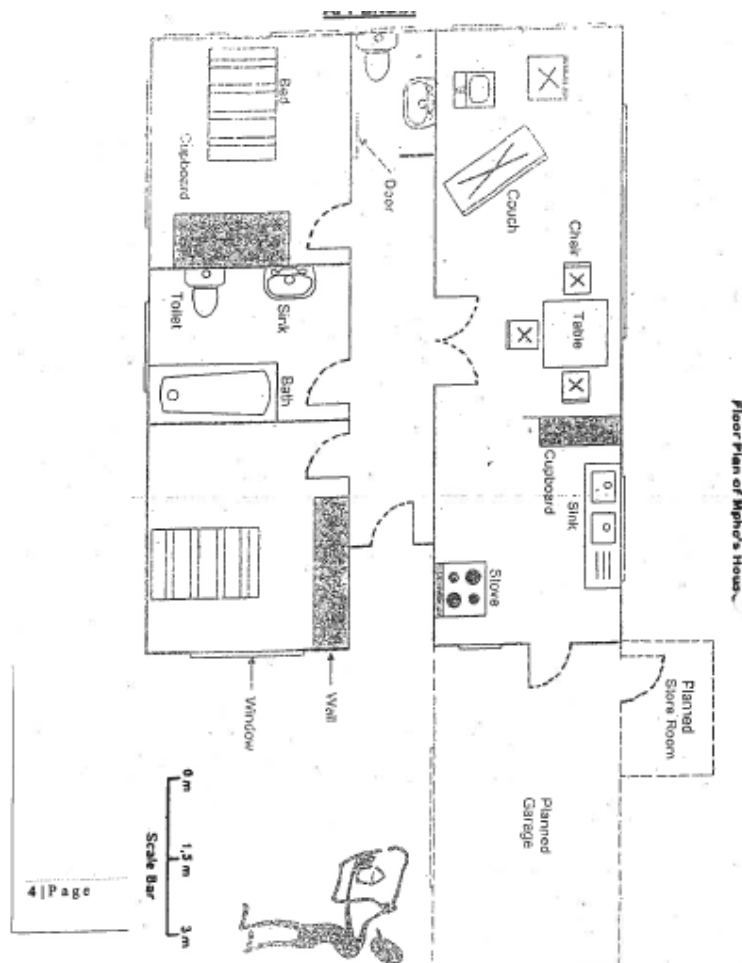 Floor Plan of Mpho's House
Bed
Cupboard
Door
Couch
Chair
Table
Toilet
Sink
Bath
Cupboard
Sink
Stove
Wall
Window
Planned
Store Room
Planned
Garage
0 m
1,5 m
3 m
Scale Bar
4 | Page